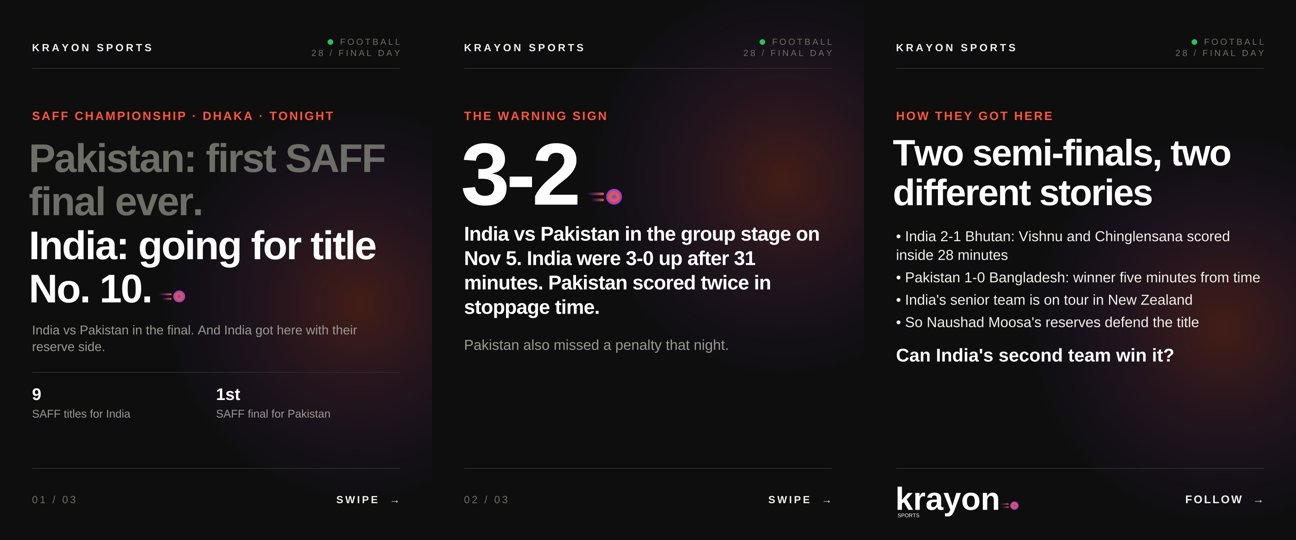 KRAYON SPORTS
FOOTBALL
28 / FINAL DAY
SAFF CHAMPIONSHIP · DHAKA · TONIGHT
Pakistan: first SAFF
final ever.
India: going for title
No. 10.
India vs Pakistan in the final. And India got here with their
reserve side.
9
SAFF titles for India
1st
SAFF final for Pakistan
01 / 03
SWIPE →
KRAYON SPORTS
FOOTBALL
28 / FINAL DAY
THE WARNING SIGN
3-2
India vs Pakistan in the group stage on
Nov 5. India were 3-0 up after 31
minutes. Pakistan scored twice in
stoppage time.
Pakistan also missed a penalty that night.
02 / 03
SWIPE →
KRAYON SPORTS
FOOTBALL
28 / FINAL DAY
HOW THEY GOT HERE
Two semi-finals, two
different stories
• India 2-1 Bhutan: Vishnu and Chinglensana scored
inside 28 minutes
• Pakistan 1-0 Bangladesh: winner five minutes from time
• India's senior team is on tour in New Zealand
• So Naushad Moosa's reserves defend the title
Can India's second team win it?
krayon
SPORTS
FOLLOW →